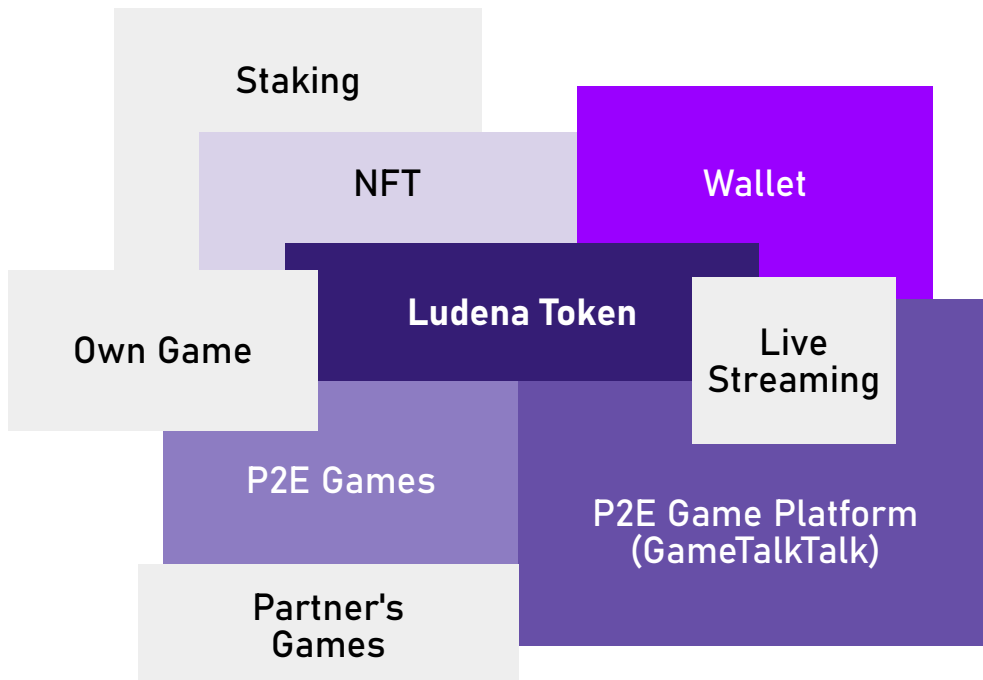 Staking
NFT
Wallet
Ludena Token
Own Game
Live
Streaming
P2E Games
P2E Game Platform
(GameTalkTalk)
Partner's
Games